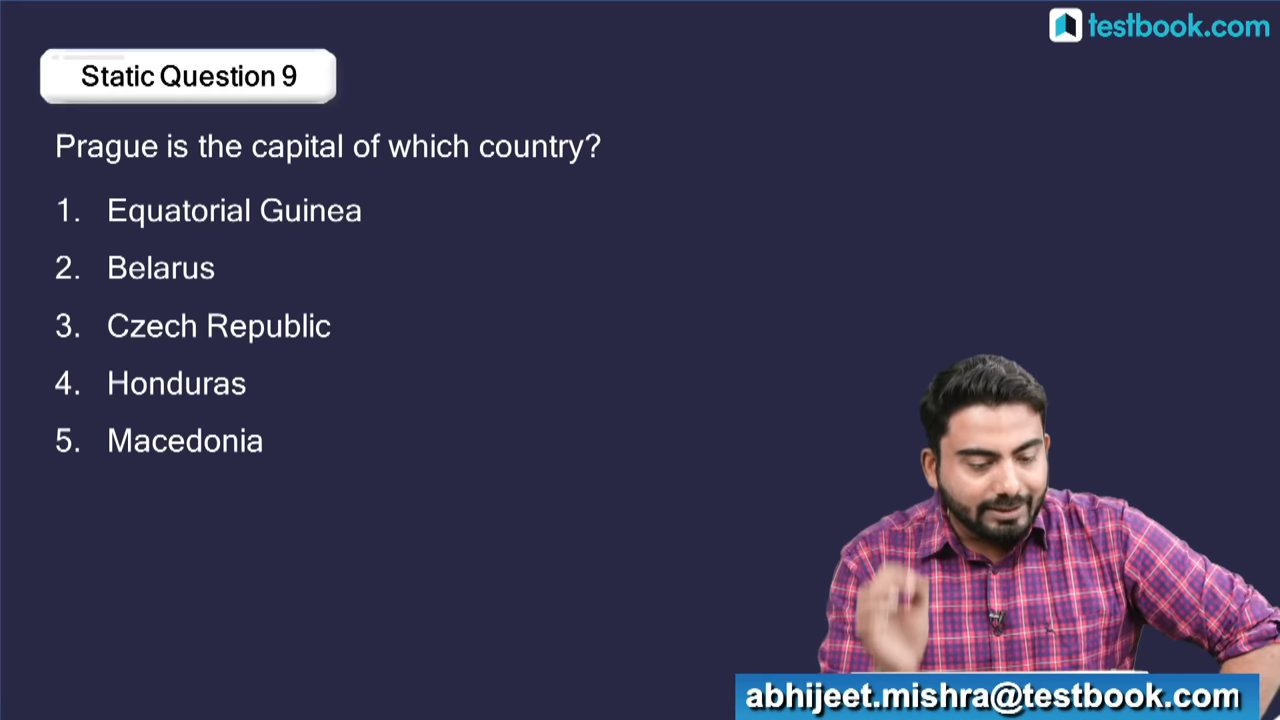 testbook.com
Static Question 9
Prague is the capital of which country?
1. Equatorial Guinea
2. Belarus
3. Czech Republic
4. Honduras
5. Macedonia
abhijeet.mishra@testbook.com